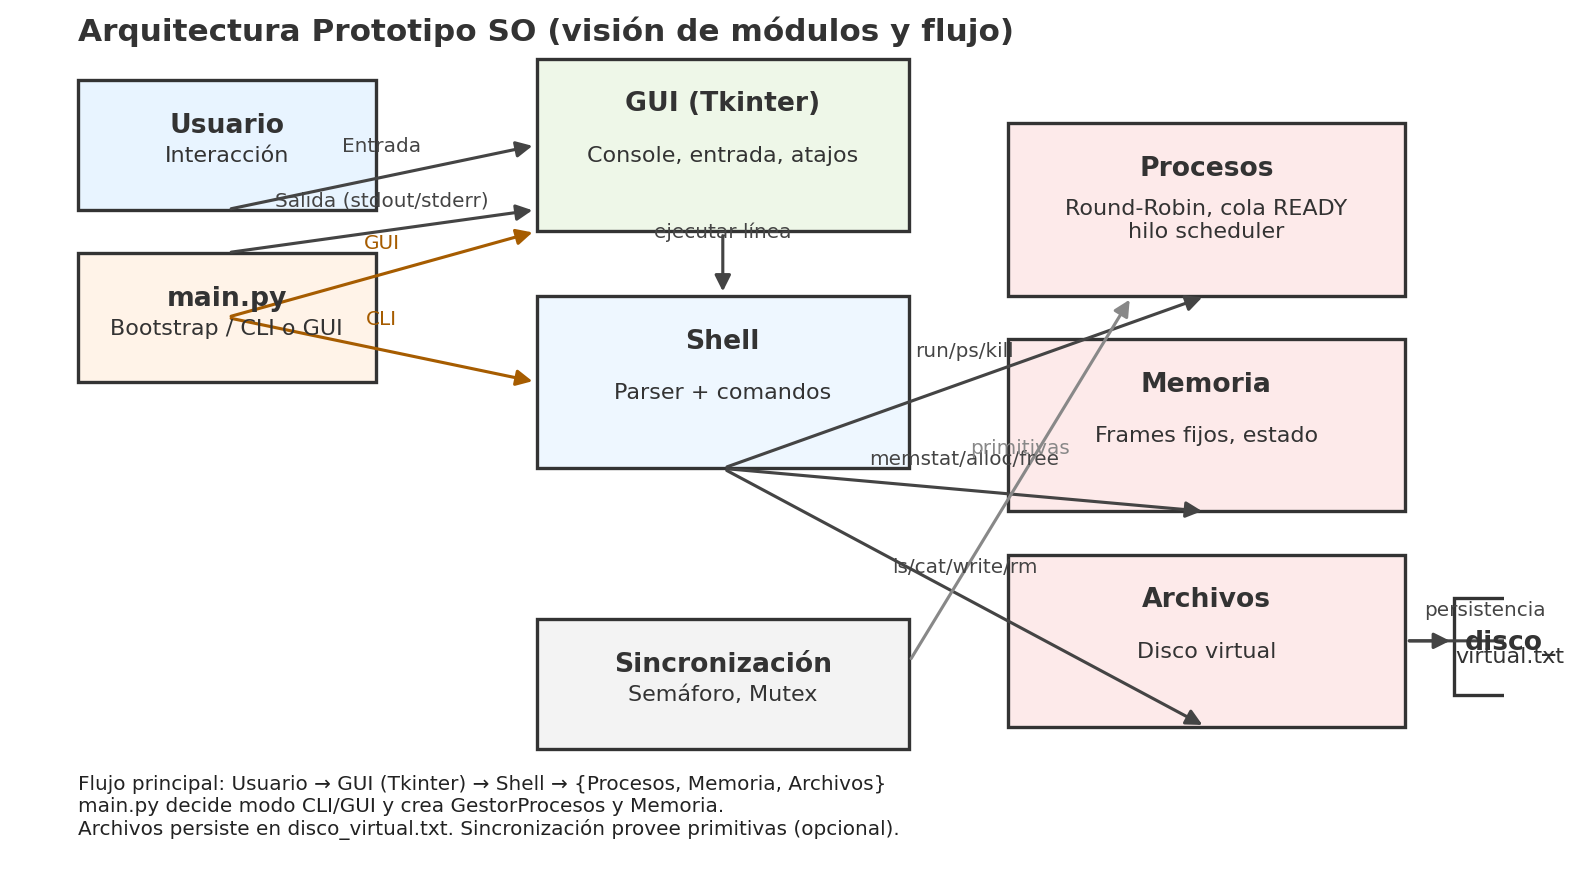 Arquitectura Prototipo SO (visión de módulos y flujo)
Usuario
Interacción
Entrada
Salida (stdout/stderr)
GUI
main.py
Bootstrap / CLI o GUI
CLI
GUI (Tkinter)
Console, entrada, atajos
ejecutar línea
Shell
Parser + comandos
run/ps/kill
primitivas
memstat/alloc/free
ls/cat/write/rm
Sincronización
Semáforo, Mutex
Procesos
Round-Robin, cola READY
hilo scheduler
Memoria
Frames fijos, estado
Archivos
Disco virtual
persistencia
disco_
virtual.txt
Flujo principal: Usuario → GUI (Tkinter) → Shell → {Procesos, Memoria, Archivos}
main.py decide modo CLI/GUI y crea GestorProcesos y Memoria.
Archivos persiste en disco_virtual.txt. Sincronización provee primitivas (opcional).